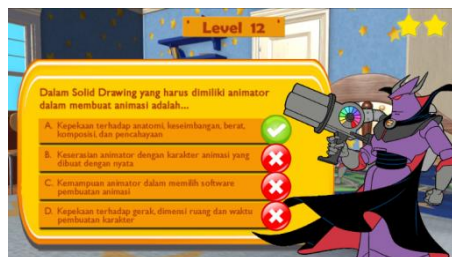 Level 12
Dalam Solid Drawing yang harus dimiliki animator
dalam membuat animasi adalah...
A. Kepekaan terhadap anatomi, keseimbangan, berat,
komposisi, dan pencahayaan
B. Keserasian animator dengan karakter animasi yang
dibuat dengan nyata
C. Kemampuan animator dalam memilih software
pembuatan animasi
D. Kepekaan terhadap gerak, dimensi ruang dan waktu
pembuatan karakter